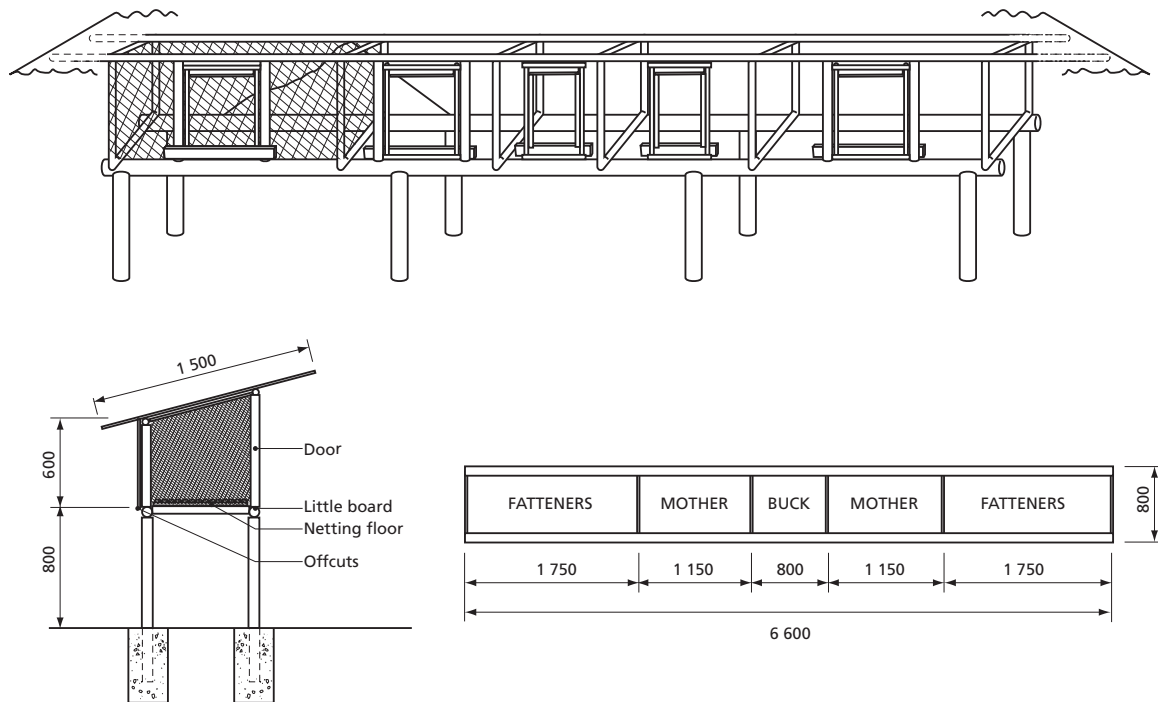 1 500
600
800
Door
Little board
Netting floor
Offcuts
FATTENERS MOTHER BUCK MOTHER FATTENERS
800
1 750 1 150 800 1 150 1 750
6 600